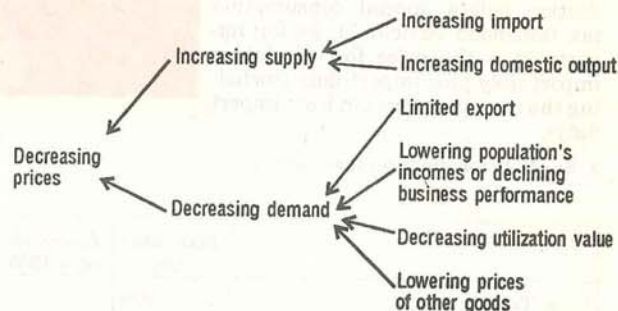 Increasing import
Increasing supply
Increasing domestic output
Limited export
Decreasing
prices
Lowering population's
incomes or declining
business performance
Decreasing demand
Decreasing utilization value
Lowering prices
of other goods